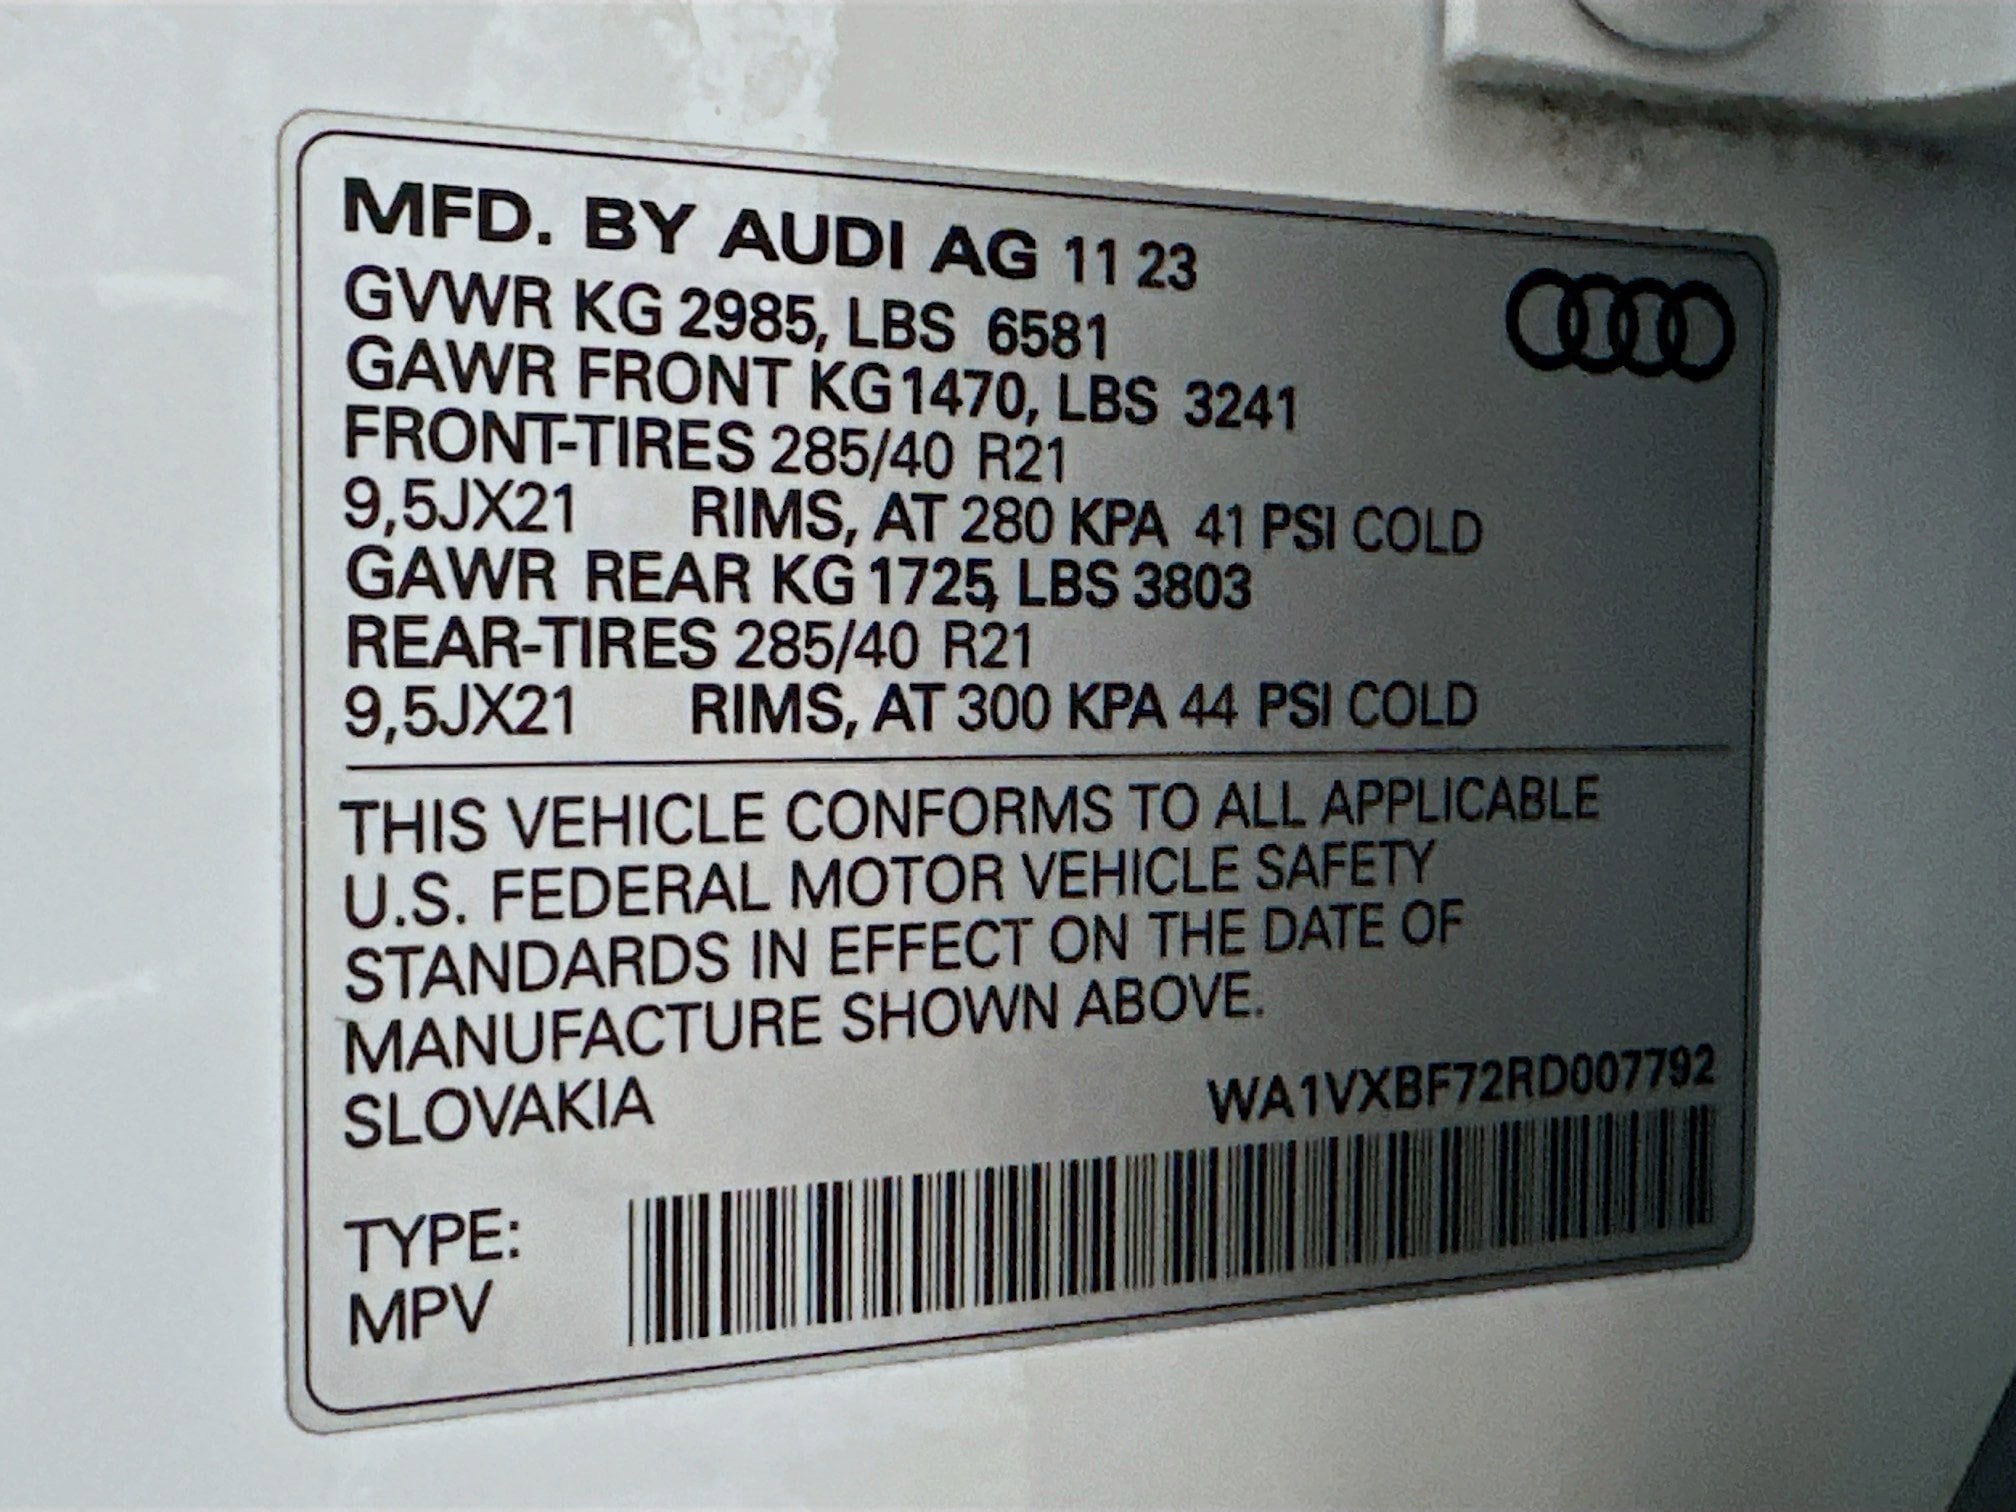 MFD. BY AUDI AG 11 23
GVWR KG 2985, LBS 6581
GAWR FRONT KG 1470, LBS 3241
FRONT-TIRES 285/40 R21
9,5JX21 RIMS, AT 280 KPA 41 PSI COLD
GAWR REAR KG 1725, LBS 3803
REAR-TIRES 285/40 R21
9,5JX21 RIMS, AT 300 KPA 44 PSI COLD
THIS VEHICLE CONFORMS TO ALL APPLICABLE
U.S. FEDERAL MOTOR VEHICLE SAFETY
STANDARDS IN EFFECT ON THE DATE OF
MANUFACTURE SHOWN ABOVE.
SLOVAKIA
WA1VXBF72RD007792
TYPE:
MPV